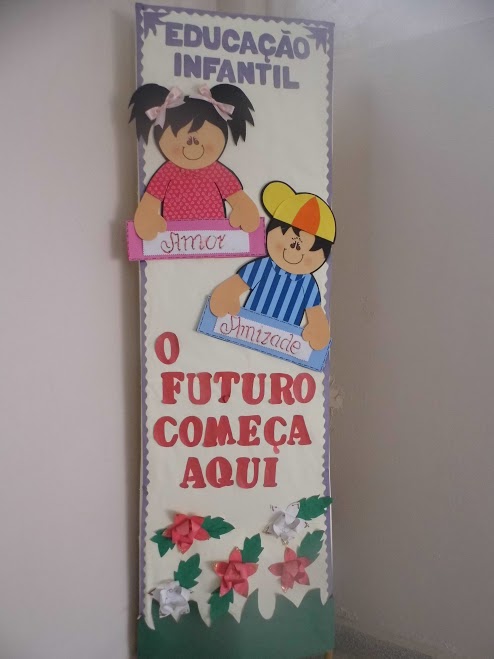 EDUCAÇÃO
INFANTIL
Amor
Amizade
O
FUTURO
COMEÇA
AQUI